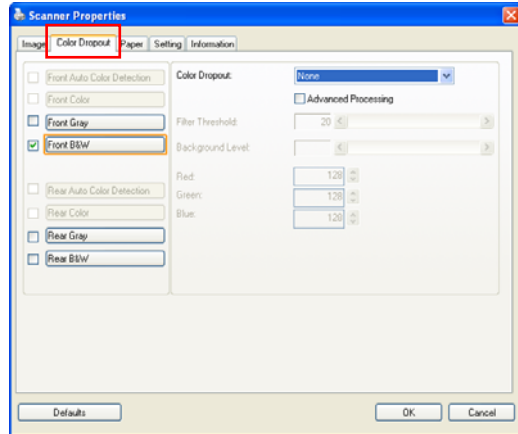 Scanner Properties
Image Color Dropout Paper Setting Information
Front Auto Color Detection
Front Color
Front Gray
Front B&W
Rear Auto Color Detection
Rear Color
Rear Gray
Rear B&W
Color Dropout: None
Advanced Processing
Filter Threshold: 20
Background Level:
Red: 128
Green: 128
Blue: 128
Defaults OK Cancel